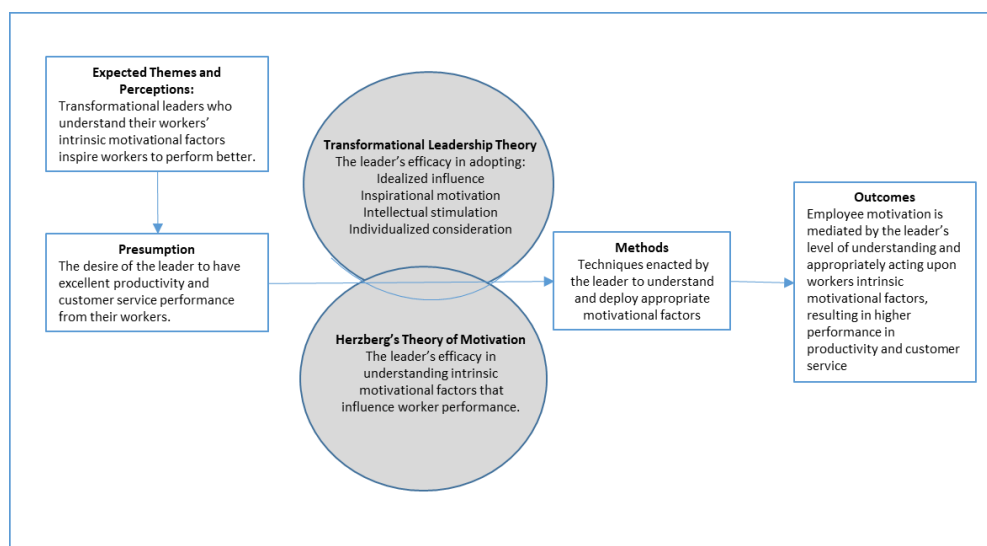 Expected Themes and
Perceptions:
Transformational leaders who
understand their workers'
intrinsic motivational factors
inspire workers to perform better.
Presumption
The desire of the leader to have
excellent productivity and
customer service performance
from their workers.
Transformational Leadership Theory
The leader's efficacy in adopting:
Idealized influence
Inspirational motivation
Intellectual stimulation
Individualized consideration
Herzberg's Theory of Motivation
The leader's efficacy in
understanding intrinsic
motivational factors that
influence worker performance.
Methods
Techniques enacted by
the leader to understand
and deploy appropriate
motivational factors
Outcomes
Employee motivation is
mediated by the leader's
level of understanding and
appropriately acting upon
workers intrinsic
motivational factors,
resulting in higher
performance in
productivity and customer
service